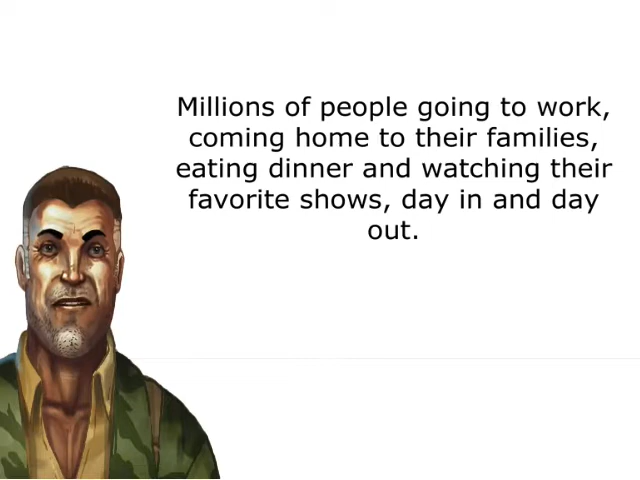 Millions of people going to work,
coming home to their families,
eating dinner and watching their
favorite shows, day in and day
out.